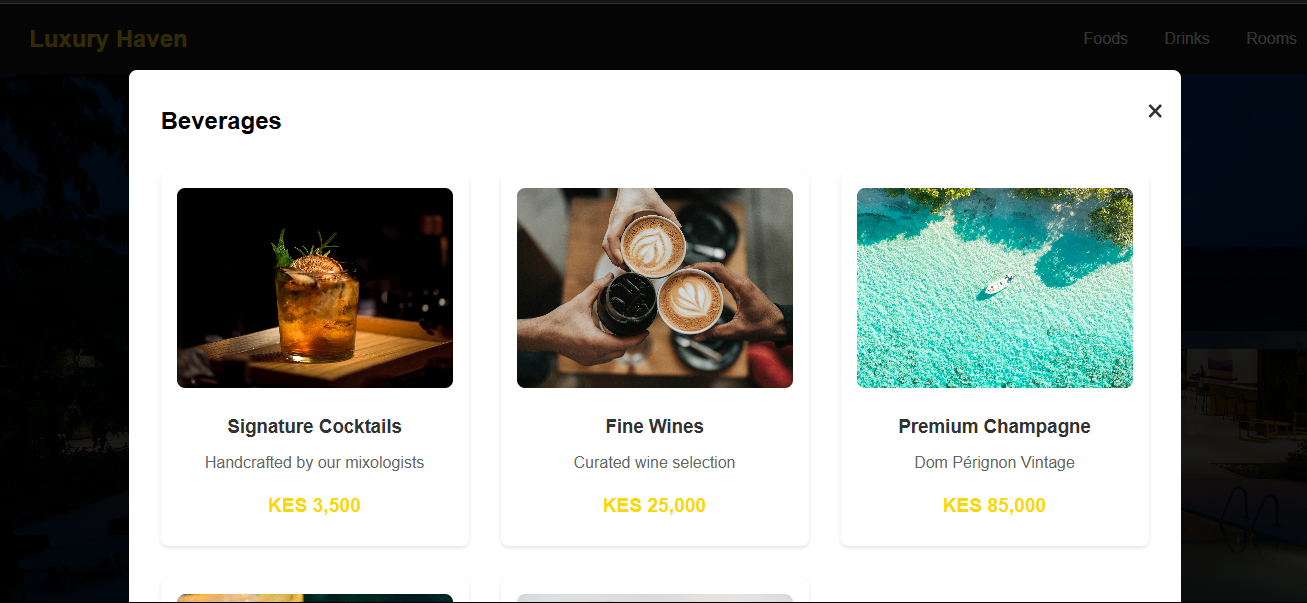 Luxury Haven
Foods Drinks Rooms
Beverages
×
Signature Cocktails
Handcrafted by our mixologists
KES 3,500
Fine Wines
Curated wine selection
KES 25,000
Premium Champagne
Dom Pérignon Vintage
KES 85,000